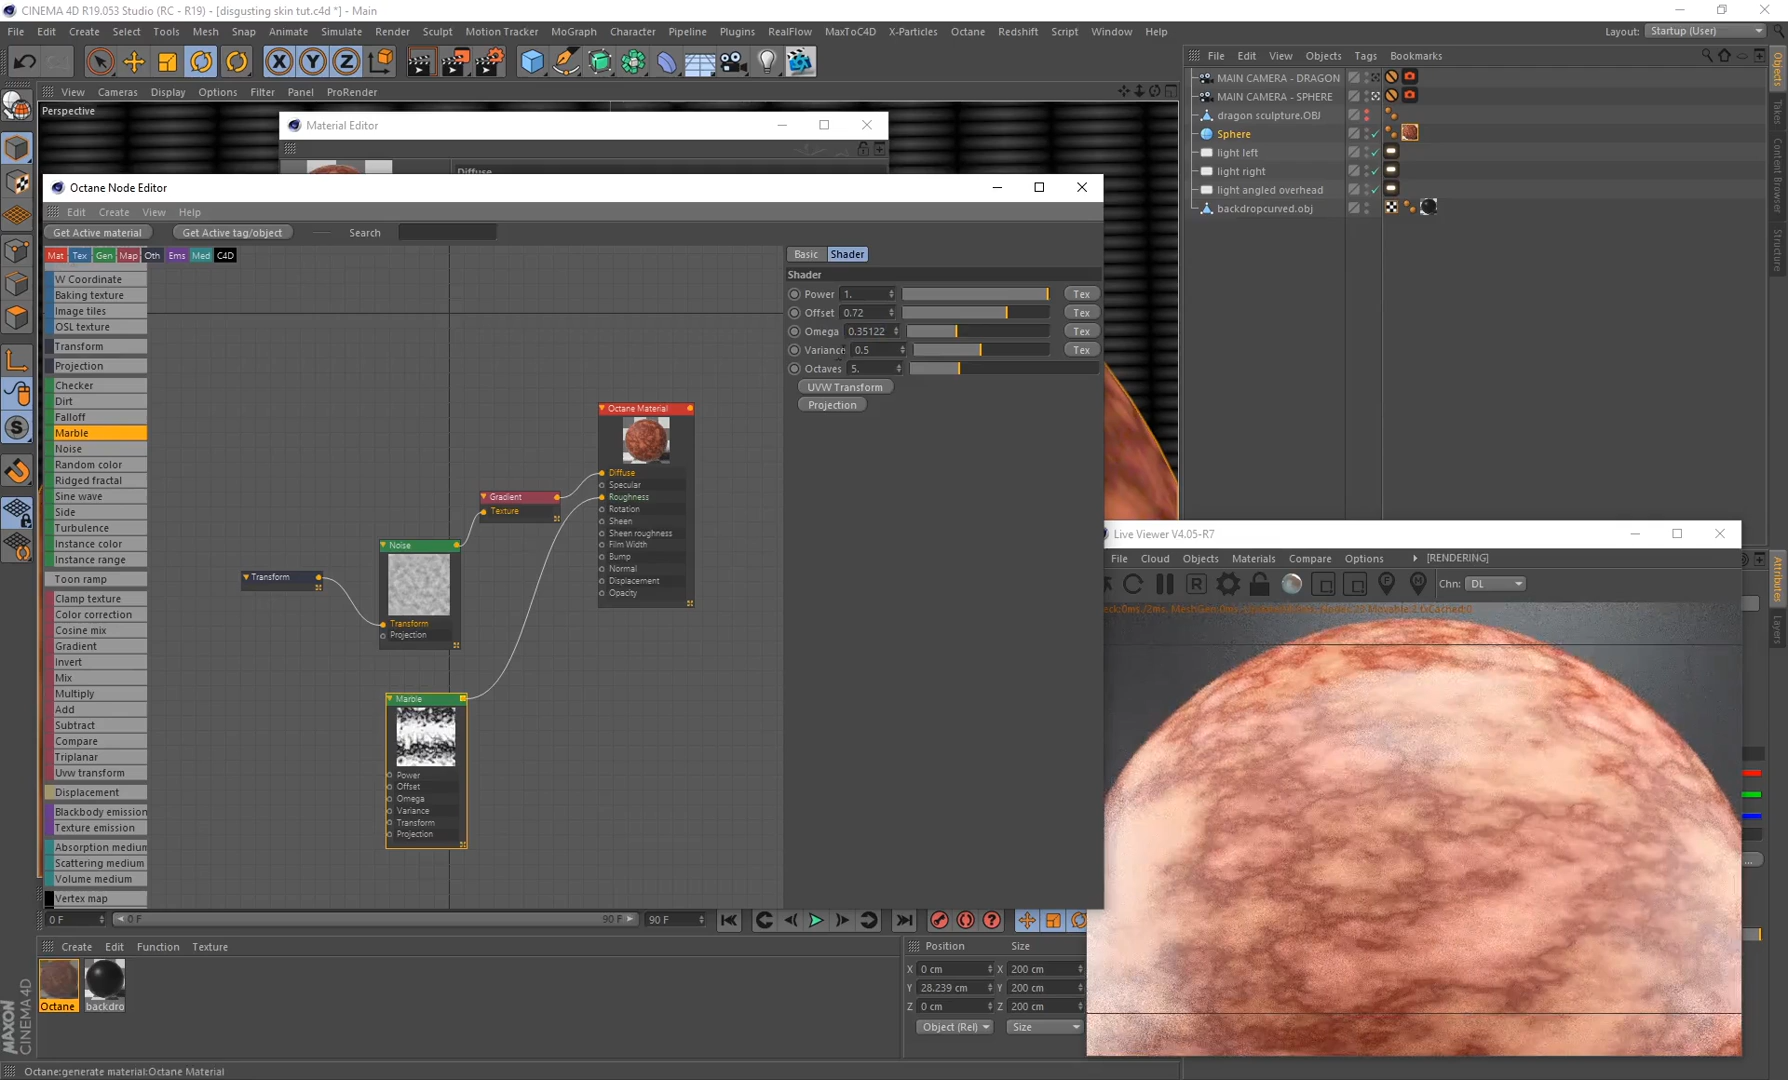 CINEMA 4D R19.053 Studio (RC - R19) - [disgusting skin tut.c4d *] - Main
File Edit Create Select Tools Mesh Snap Animate Simulate Render Sculpt Motion Tracker MoGraph Character Pipeline Plugins RealFlow MaxToC4D X-Particles Octane Redshift Script Window Help
Layout: Startup (User)
X Y Z
View Cameras Display Options Filter Panel ProRender
Perspective
Material Editor
Diffuse
File Edit View Objects Tags Bookmarks
MAIN CAMERA - DRAGON
MAIN CAMERA - SPHERE
dragon sculpture.OBJ
Sphere
light left
light right
light angled overhead
backdropcurved.obj
Objects
Takes
Content Browser
Structure
Attributes
Layers
Octane Node Editor
Edit Create View Help
Get Active material Get Active tag/object Search
Mat Tex Gen Map Oth Ems Med C4D
W Coordinate
Baking texture
Image tiles
OSL texture
Transform
Projection
Checker
Dirt
Falloff
Marble
Noise
Random color
Ridged fractal
Sine wave
Side
Turbulence
Instance color
Instance range
Toon ramp
Clamp texture
Color correction
Cosine mix
Gradient
Invert
Mix
Multiply
Add
Subtract
Compare
Triplanar
Uvw transform
Displacement
Blackbody emission
Texture emission
Absorption medium
Scattering medium
Volume medium
Vertex map
Transform
Noise
Transform
Projection
Gradient
Texture
Marble
Power
Offset
Omega
Variance
Transform
Projection
Octane Material
Diffuse
Specular
Roughness
Rotation
Sheen
Sheen roughness
Film Width
Bump
Normal
Displacement
Opacity
Basic Shader
Shader
Power 1. Tex
Offset 0.72 Tex
Omega 0.35122 Tex
Variance 0.5 Tex
Octaves 5.
UVW Transform
Projection
Live Viewer V4.05-R7
File Cloud Objects Materials Compare Options [RENDERING]
R Chn: DL
0 F 0 F 90 F 90 F
Create Edit Function Texture
Octane backdro
Position Size
X 0 cm X 200 cm
Y 28.239 cm Y 200 cm
Z 0 cm Z 200 cm
Object (Rel) Size
MAXON CINEMA 4D
Octane:generate material:Octane Material